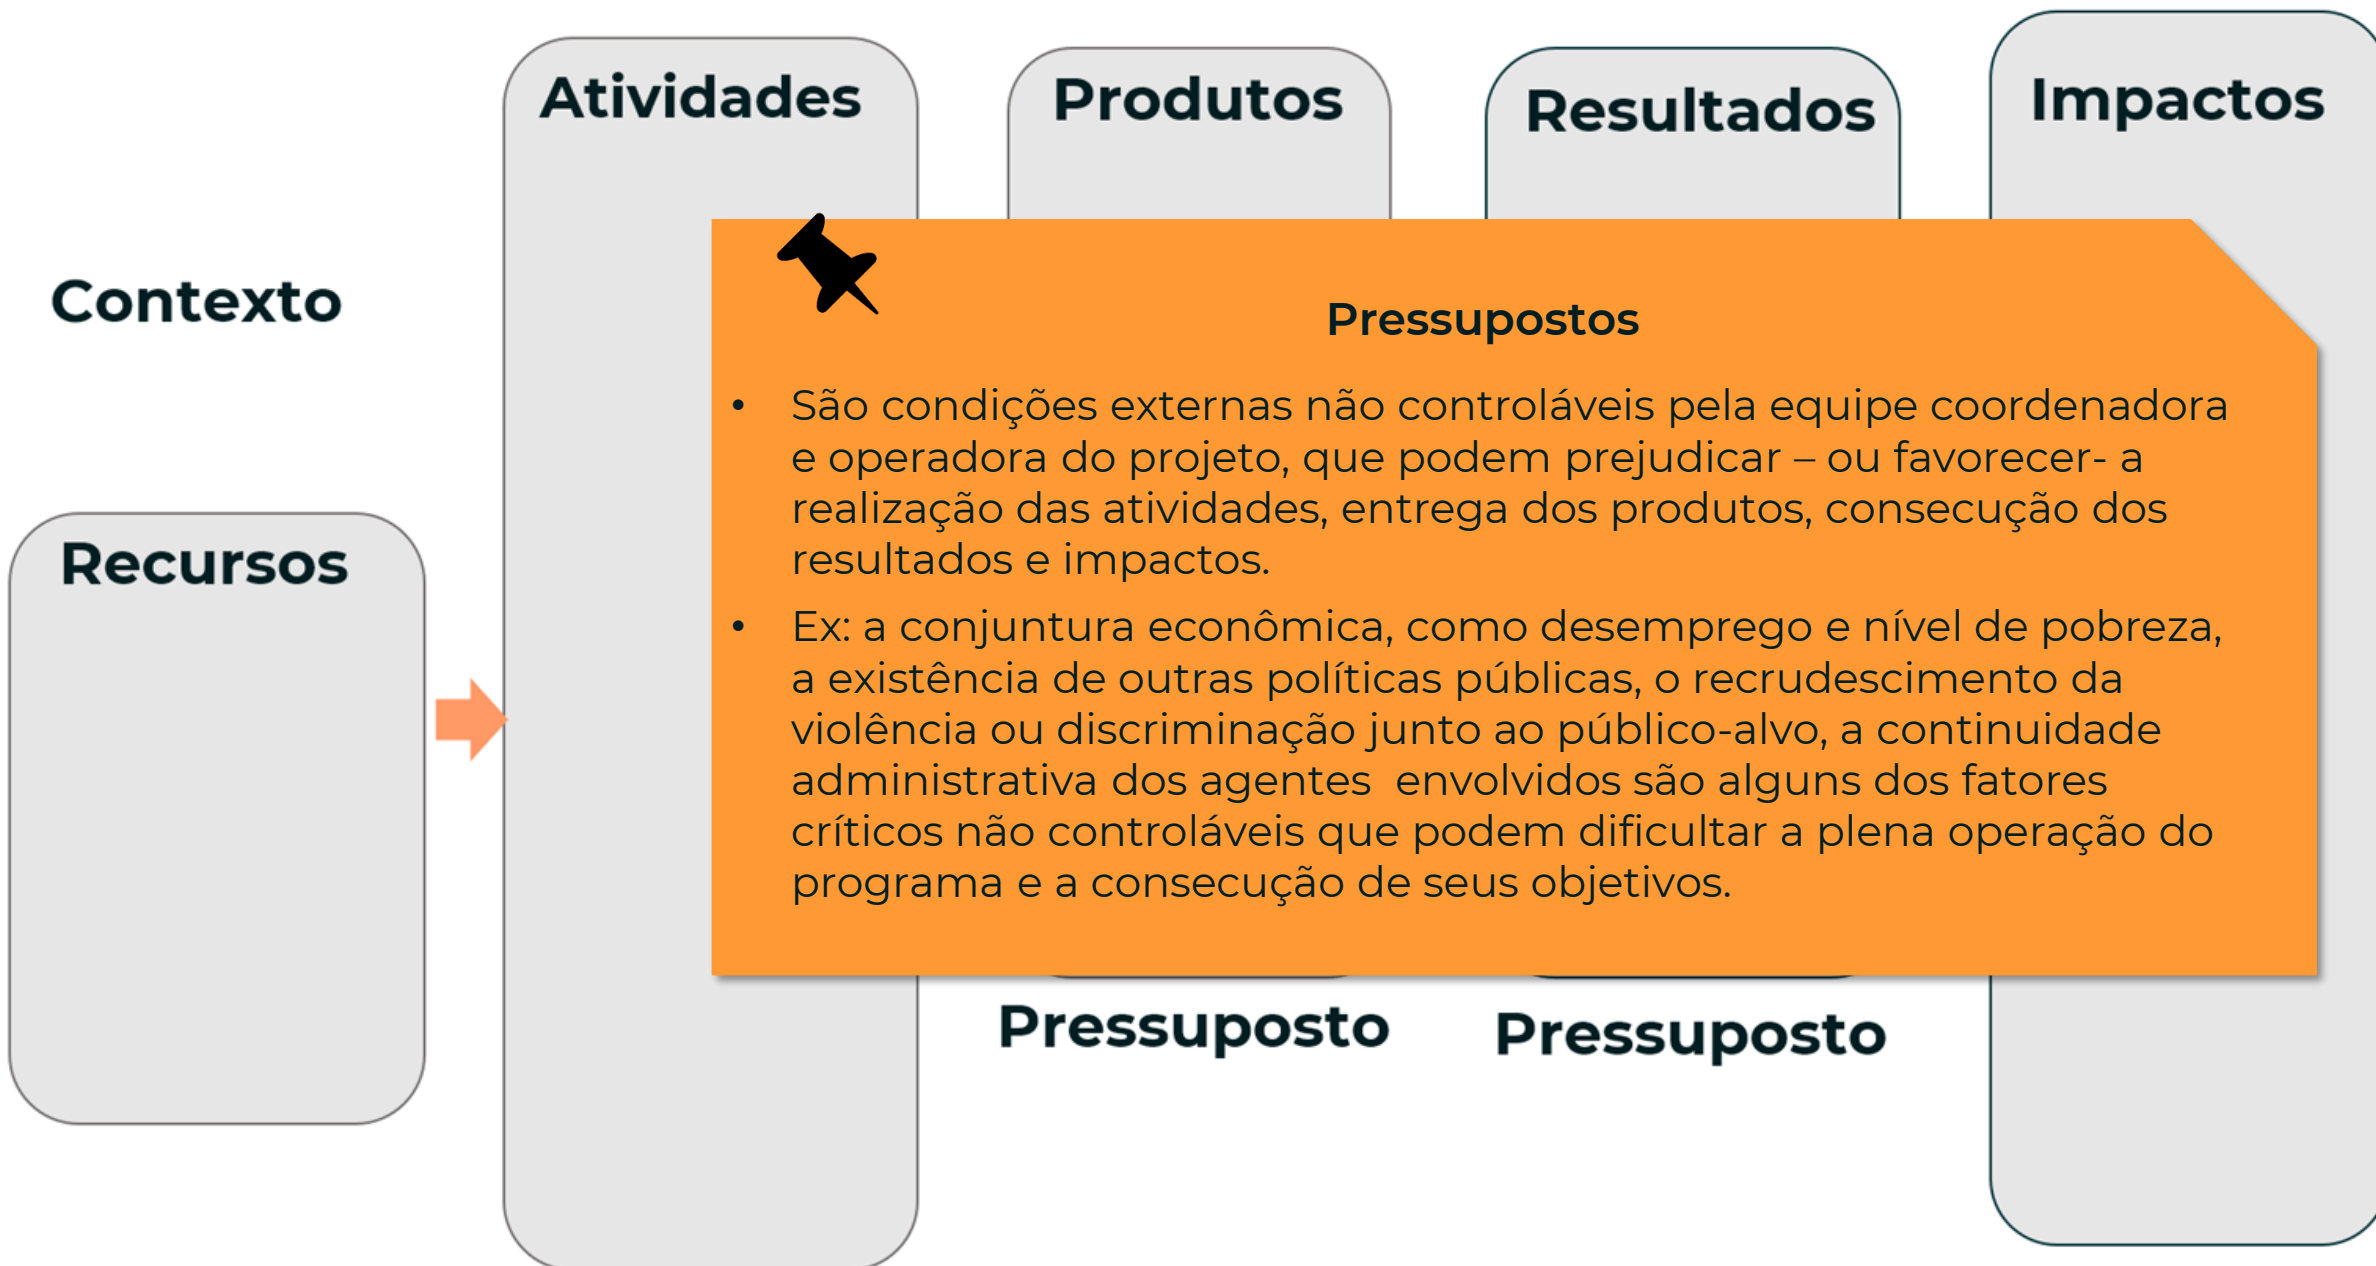 Atividades
Produtos
Resultados
Impactos
Contexto
Recursos
Pressupostos
• São condições externas não controláveis pela equipe coordenadora
e operadora do projeto, que podem prejudicar – ou favorecer- a
realização das atividades, entrega dos produtos, consecução dos
resultados e impactos.
• Ex: a conjuntura econômica, como desemprego e nível de pobreza,
a existência de outras políticas públicas, o recrudescimento da
violência ou discriminação junto ao público-alvo, a continuidade
administrativa dos agentes  envolvidos são alguns dos fatores
críticos não controláveis que podem dificultar a plena operação do
programa e a consecução de seus objetivos.
Pressuposto
Pressuposto